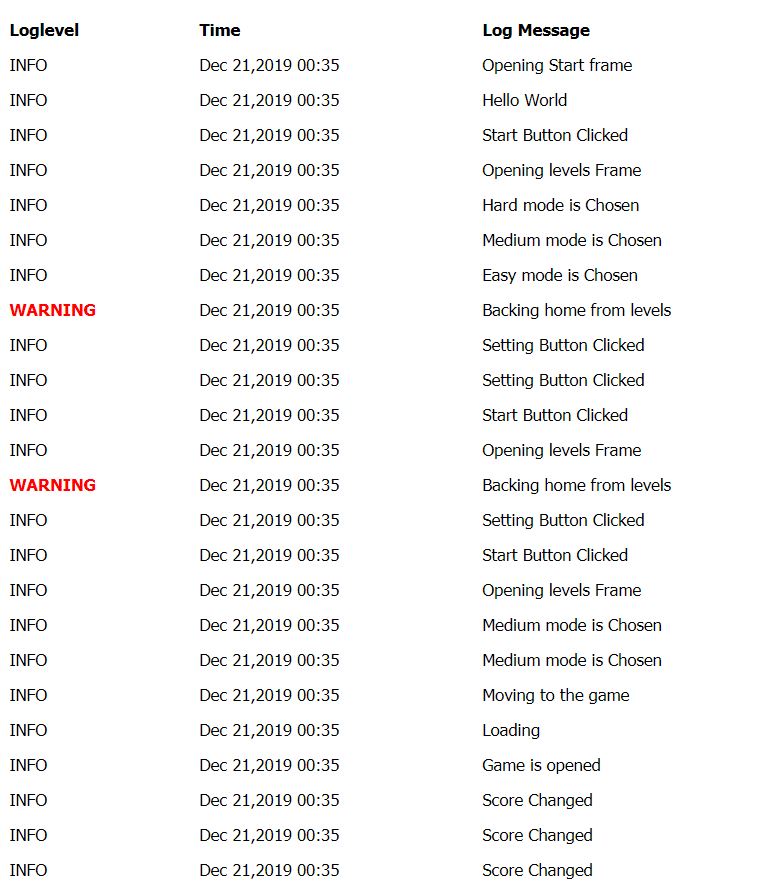 Loglevel Time Log Message
INFO Dec 21,2019 00:35 Opening Start frame
INFO Dec 21,2019 00:35 Hello World
INFO Dec 21,2019 00:35 Start Button Clicked
INFO Dec 21,2019 00:35 Opening levels Frame
INFO Dec 21,2019 00:35 Hard mode is Chosen
INFO Dec 21,2019 00:35 Medium mode is Chosen
INFO Dec 21,2019 00:35 Easy mode is Chosen
WARNING Dec 21,2019 00:35 Backing home from levels
INFO Dec 21,2019 00:35 Setting Button Clicked
INFO Dec 21,2019 00:35 Setting Button Clicked
INFO Dec 21,2019 00:35 Start Button Clicked
INFO Dec 21,2019 00:35 Opening levels Frame
WARNING Dec 21,2019 00:35 Backing home from levels
INFO Dec 21,2019 00:35 Setting Button Clicked
INFO Dec 21,2019 00:35 Start Button Clicked
INFO Dec 21,2019 00:35 Opening levels Frame
INFO Dec 21,2019 00:35 Medium mode is Chosen
INFO Dec 21,2019 00:35 Medium mode is Chosen
INFO Dec 21,2019 00:35 Moving to the game
INFO Dec 21,2019 00:35 Loading
INFO Dec 21,2019 00:35 Game is opened
INFO Dec 21,2019 00:35 Score Changed
INFO Dec 21,2019 00:35 Score Changed
INFO Dec 21,2019 00:35 Score Changed